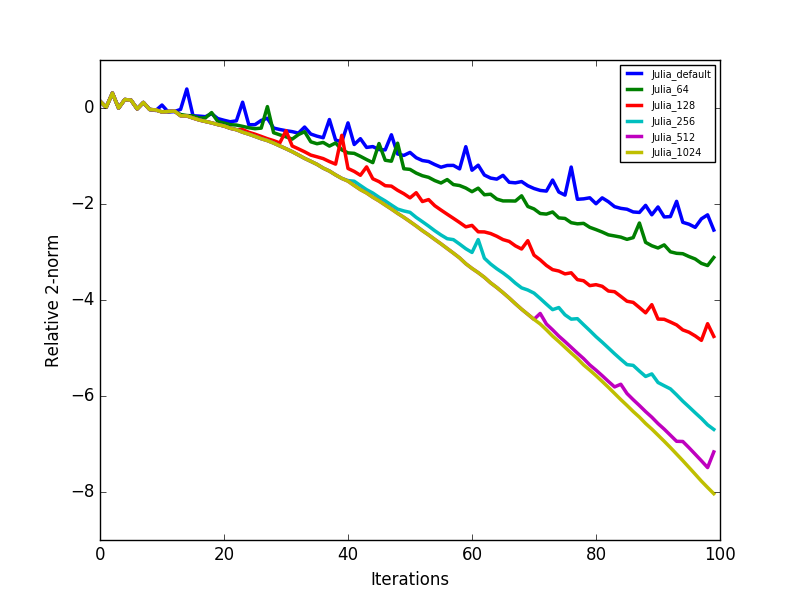 Julia_default
Julia_64
Julia_128
Julia_256
Julia_512
Julia_1024
0
−2
−4
−6
−8
Relative 2-norm
0 20 40 60 80 100
Iterations